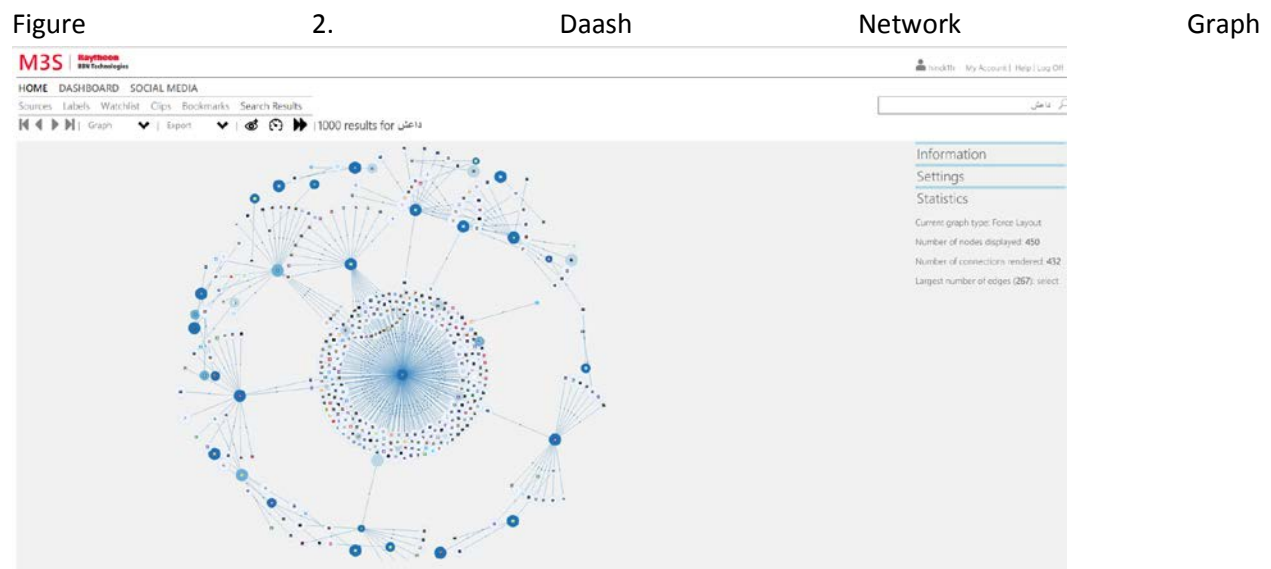 Figure 2. Daash Network Graph
M3S | Raytheon
BBN Technologies
My Account | Help | Log Off
HOME DASHBOARD SOCIAL MEDIA
Sources Labels Watchlist Clips Bookmarks Search Results
داعش
Graph | Export | 1000 results for داعش
Information
Settings
Statistics
Current graph type: Force Layout
Number of nodes displayed: 450
Number of connections rendered: 432
Largest number of edges (267): select